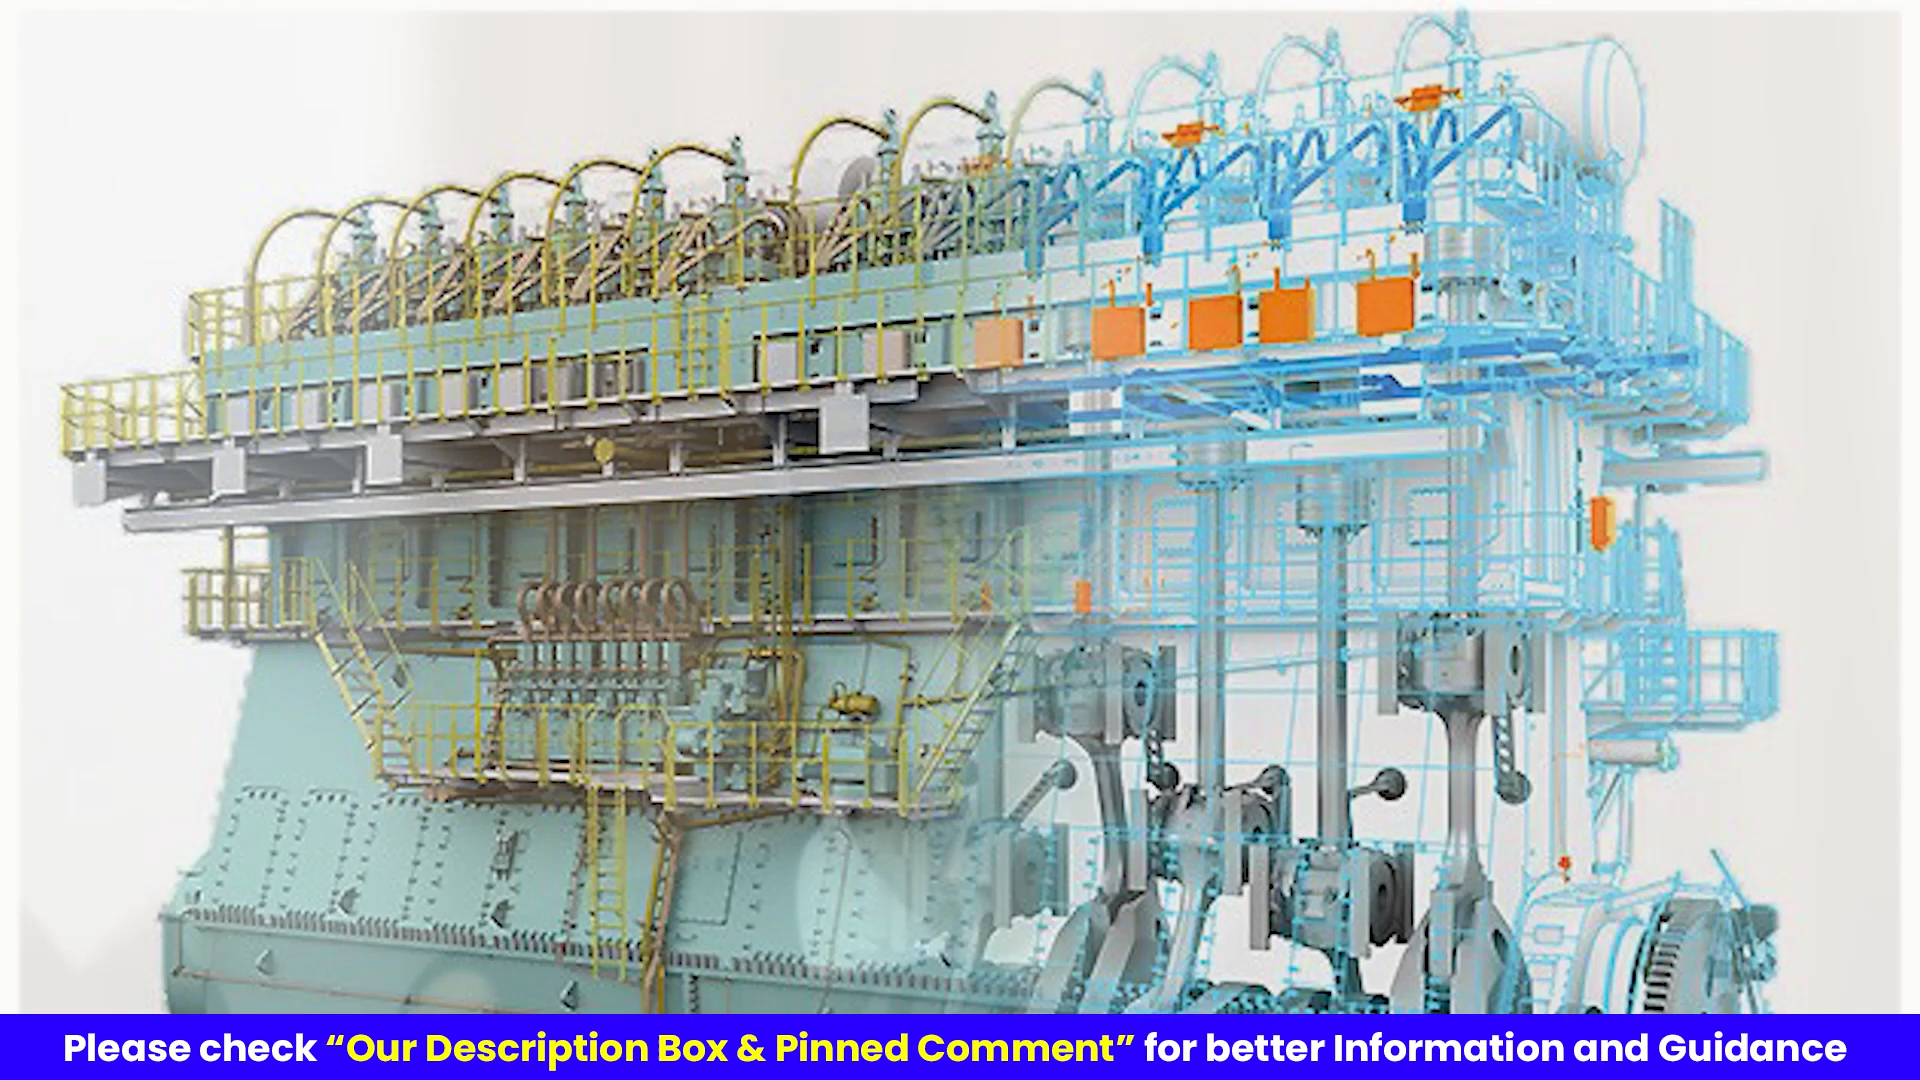 Please check “Our Description Box & Pinned Comment” for better Information and Guidance